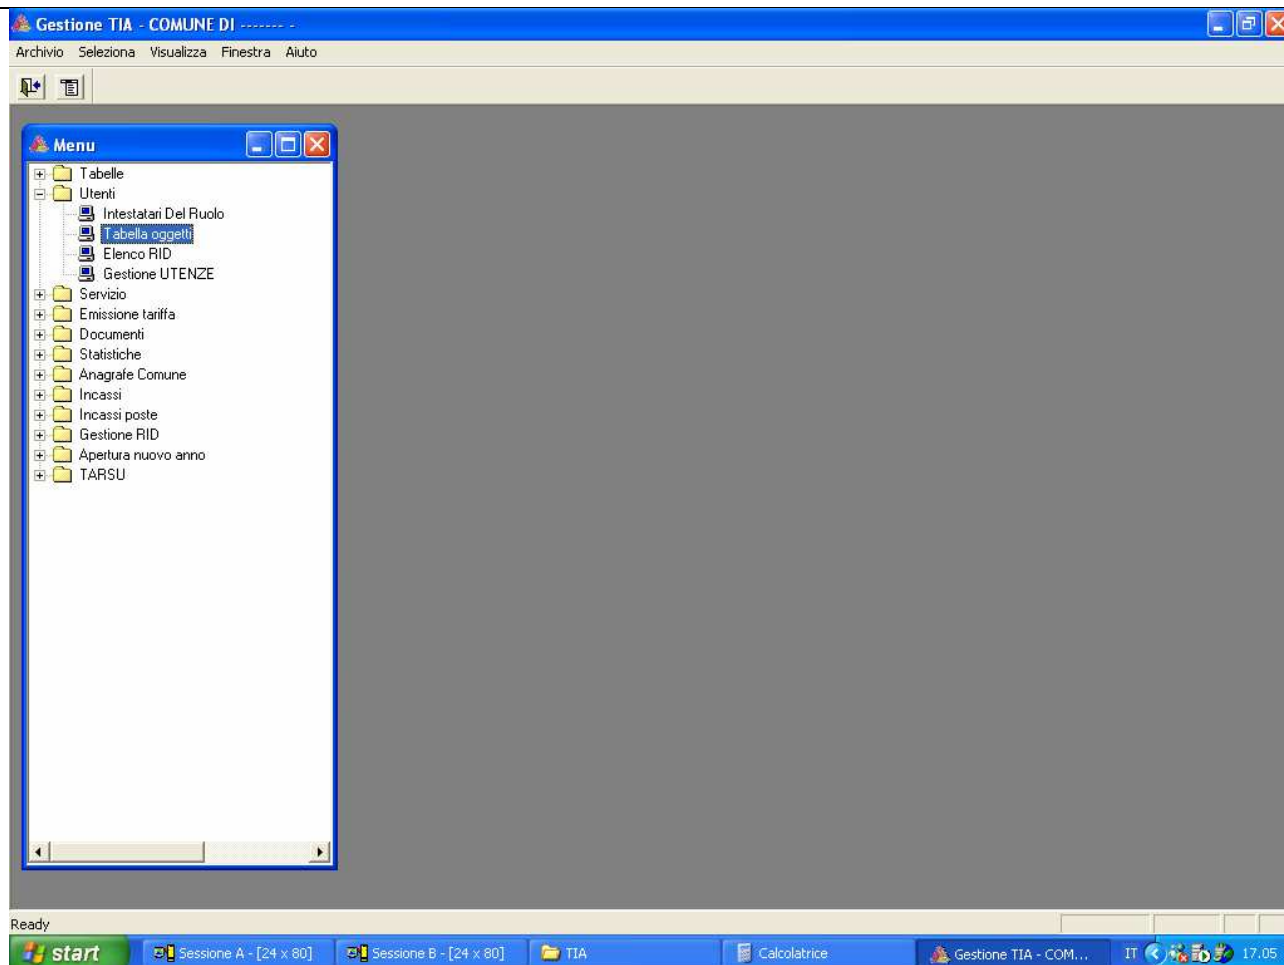 Gestione TIA - COMUNE DI ------- -
Archivio Seleziona Visualizza Finestra Aiuto
Menu
Tabelle
Utenti
Intestatari Del Ruolo
Tabella oggetti
Elenco RID
Gestione UTENZE
Servizio
Emissione tariffa
Documenti
Statistiche
Anagrafe Comune
Incassi
Incassi poste
Gestione RID
Apertura nuovo anno
TARSU
Ready
start Sessione A - [24 x 80] Sessione B - [24 x 80] TIA Calcolatrice Gestione TIA - COM... IT 17.05